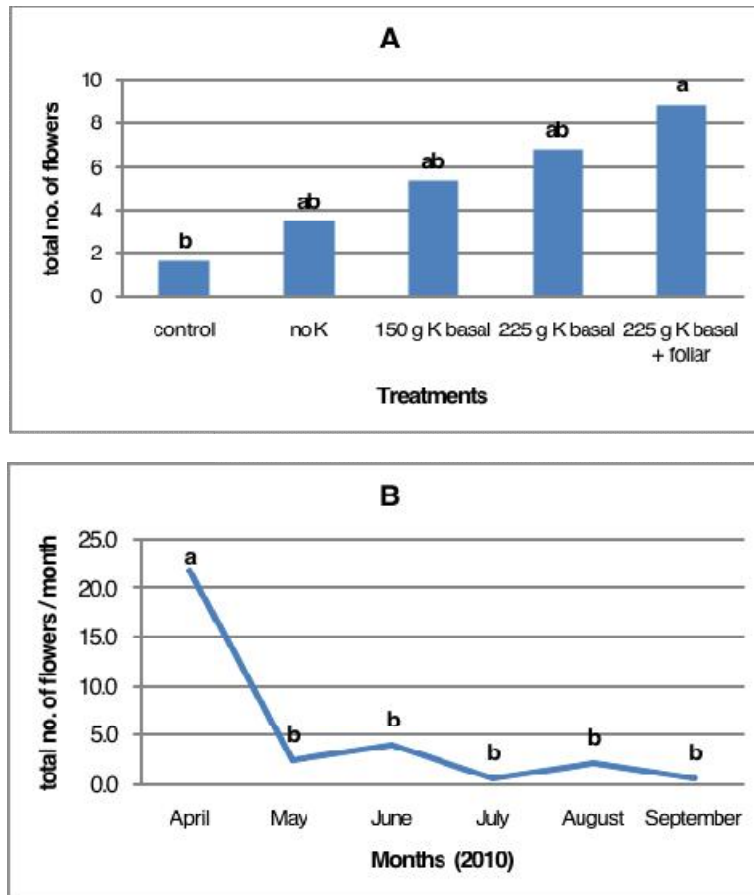 A
total no. of flowers
10
8
6
4
2
0
b
ab
ab
ab
a
control
no K
150 g K basal
225 g K basal
225 g K basal
+ foliar
Treatments
B
total no. of flowers / month
25.0
20.0
15.0
10.0
5.0
0.0
a
b
b
b
b
b
April
May
June
July
August
September
Months (2010)